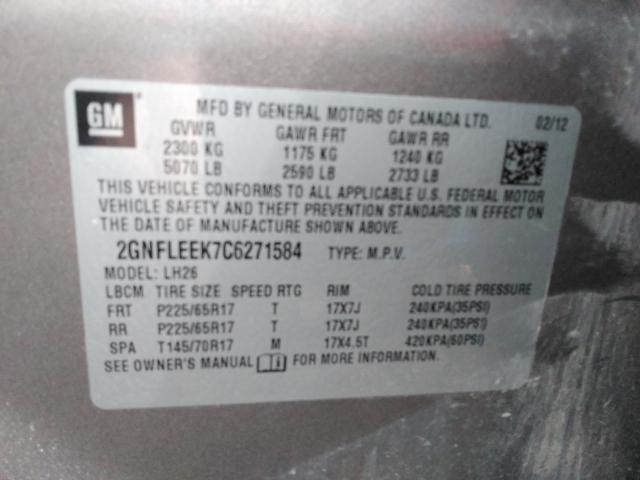 GM
MFD BY GENERAL MOTORS OF CANADA LTD. 02/12
GVWR GAWR FRT GAWR RR
2300 KG 1175 KG 1240 KG
5070 LB 2590 LB 2733 LB
THIS VEHICLE CONFORMS TO ALL APPLICABLE U.S. FEDERAL MOTOR
VEHICLE SAFETY AND THEFT PREVENTION STANDARDS IN EFFECT ON
THE DATE OF MANUFACTURE SHOWN ABOVE.
2GNFLEEK7C6271584 TYPE: M.P.V.
MODEL: LH26
LBCM TIRE SIZE SPEED RTG RIM COLD TIRE PRESSURE
FRT P225/65R17 T 17X7J 240KPA(35PSI)
RR P225/65R17 T 17X7J 240KPA(35PSI)
SPA T145/70R17 M 17X4.5T 420KPA(60PSI)
SEE OWNER'S MANUAL FOR MORE INFORMATION.